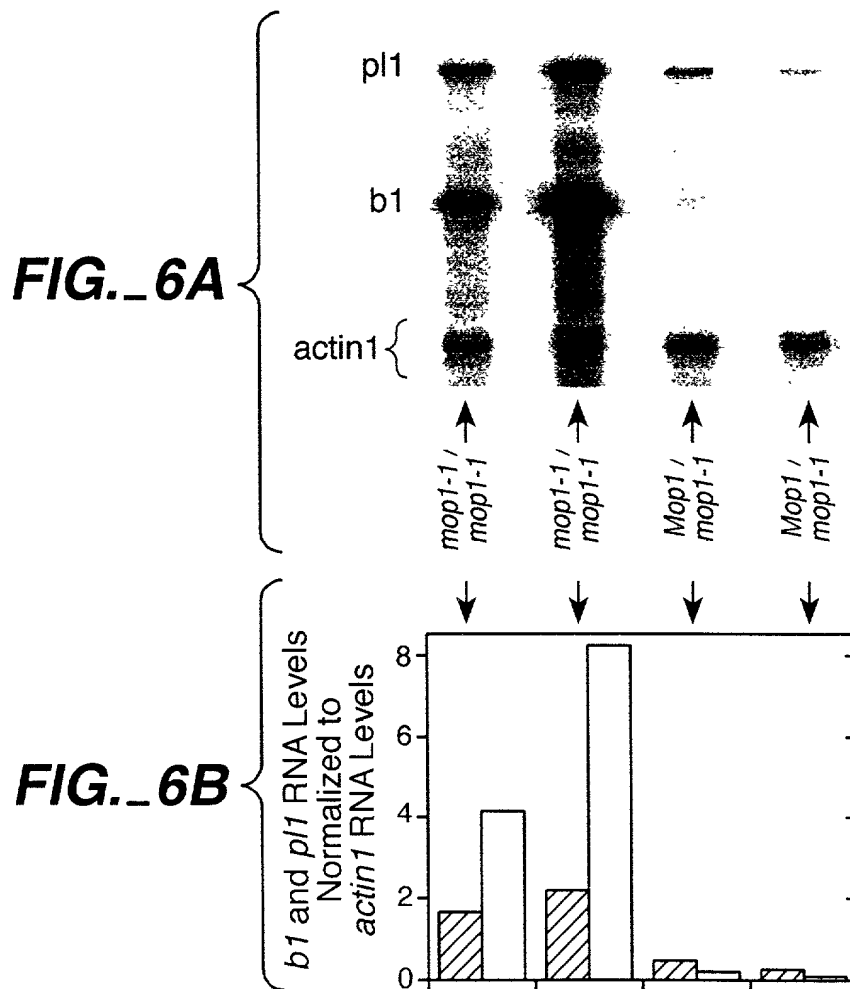 FIG._6A
pl1
b1
actin1
mop1-1 /
mop1-1
mop1-1 /
mop1-1
Mop1 /
mop1-1
Mop1 /
mop1-1
FIG._6B
b1 and pl1 RNA Levels
Normalized to
actin1 RNA Levels
8
6
4
2
0